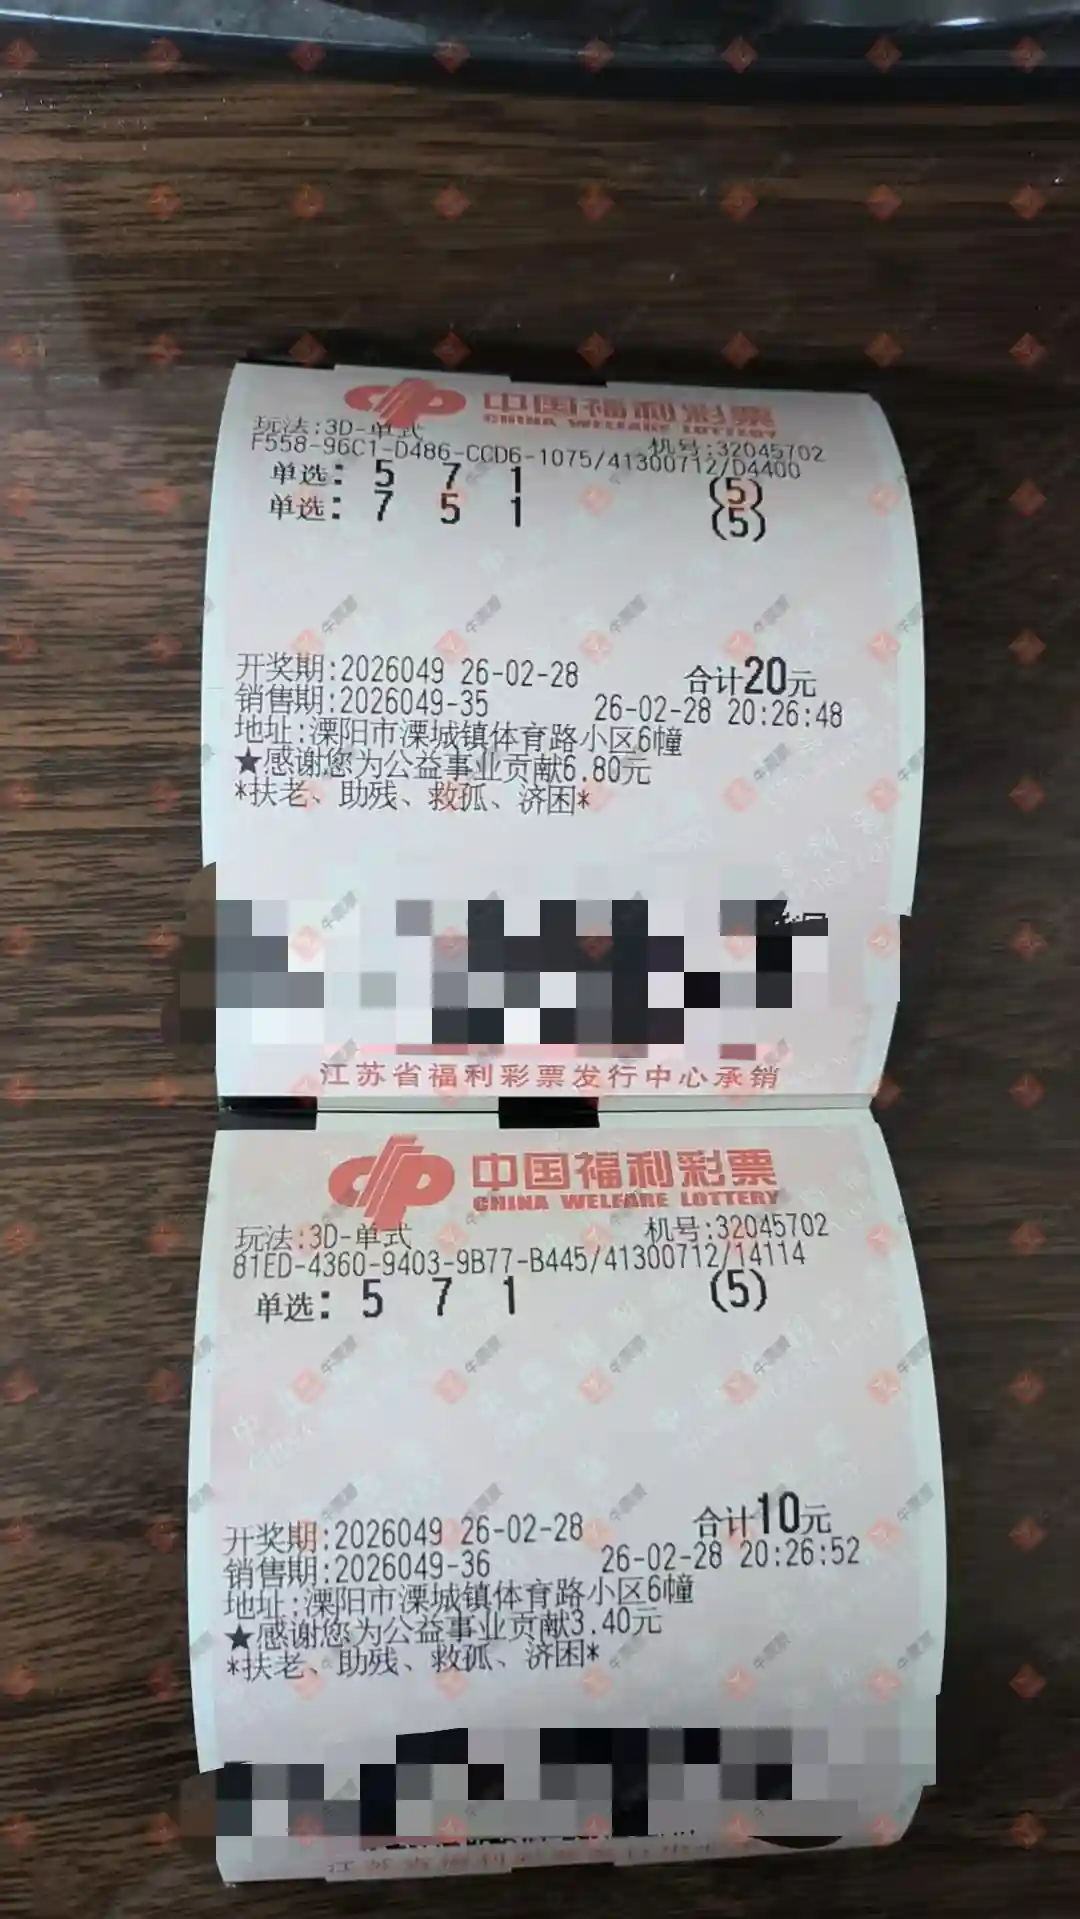 中国福利彩票
CHINA WELFARE LOTTERY
玩法:3D-单式 机号:32045702
F558-96C1-D486-CCD6-1075/41300712/D4400
单选: 5 7 1 (5)
单选: 7 5 1 (5)
开奖期:2026049 26-02-28 合计20元
销售期:2026049-35 26-02-28 20:26:48
地址:溧阳市溧城镇体育路小区6幢
★感谢您为公益事业贡献6.80元
*扶老、助残、救孤、济困*
江苏省福利彩票发行中心承销
中国福利彩票
CHINA WELFARE LOTTERY
玩法:3D-单式 机号:32045702
81ED-4360-9403-9B77-B445/41300712/14114
单选: 5 7 1 (5)
开奖期:2026049 26-02-28 合计10元
销售期:2026049-36 26-02-28 20:26:52
地址:溧阳市溧城镇体育路小区6幢
★感谢您为公益事业贡献3.40元
*扶老、助残、救孤、济困*